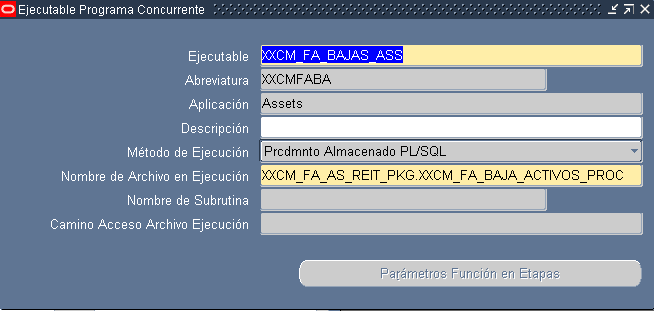 Ejecutable Programa Concurrente
Ejecutable XXCM_FA_BAJAS_ASS
Abreviatura XXCMFABA
Aplicación Assets
Descripción
Método de Ejecución Prcdmnto Almacenado PL/SQL
Nombre de Archivo en Ejecución XXCM_FA_AS_REIT_PKG.XXCM_FA_BAJA_ACTIVOS_PROC
Nombre de Subrutina
Camino Acceso Archivo Ejecución
Parámetros Función en Etapas